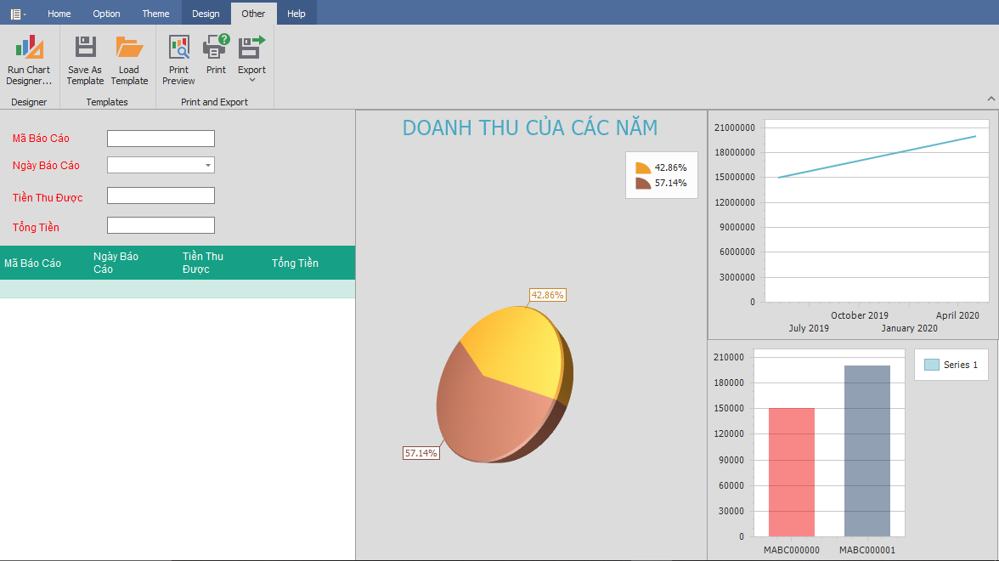 Home Option Theme Design Other Help
Run Chart
Designer...
Save As
Template
Load
Template
Print
Preview
Print
Export
Designer
Templates
Print and Export
Mã Báo Cáo
Ngày Báo Cáo
Tiền Thu Được
Tổng Tiền
Mã Báo Cáo
Ngày Báo
Cáo
Tiền Thu
Được
Tổng Tiền
DOANH THU CỦA CÁC NĂM
42.86%
57.14%
42.86%
57.14%
21000000
18000000
15000000
12000000
9000000
6000000
3000000
0
October 2019
April 2020
July 2019
January 2020
210000
180000
150000
120000
90000
60000
30000
0
MABC000000
MABC000001
Series 1